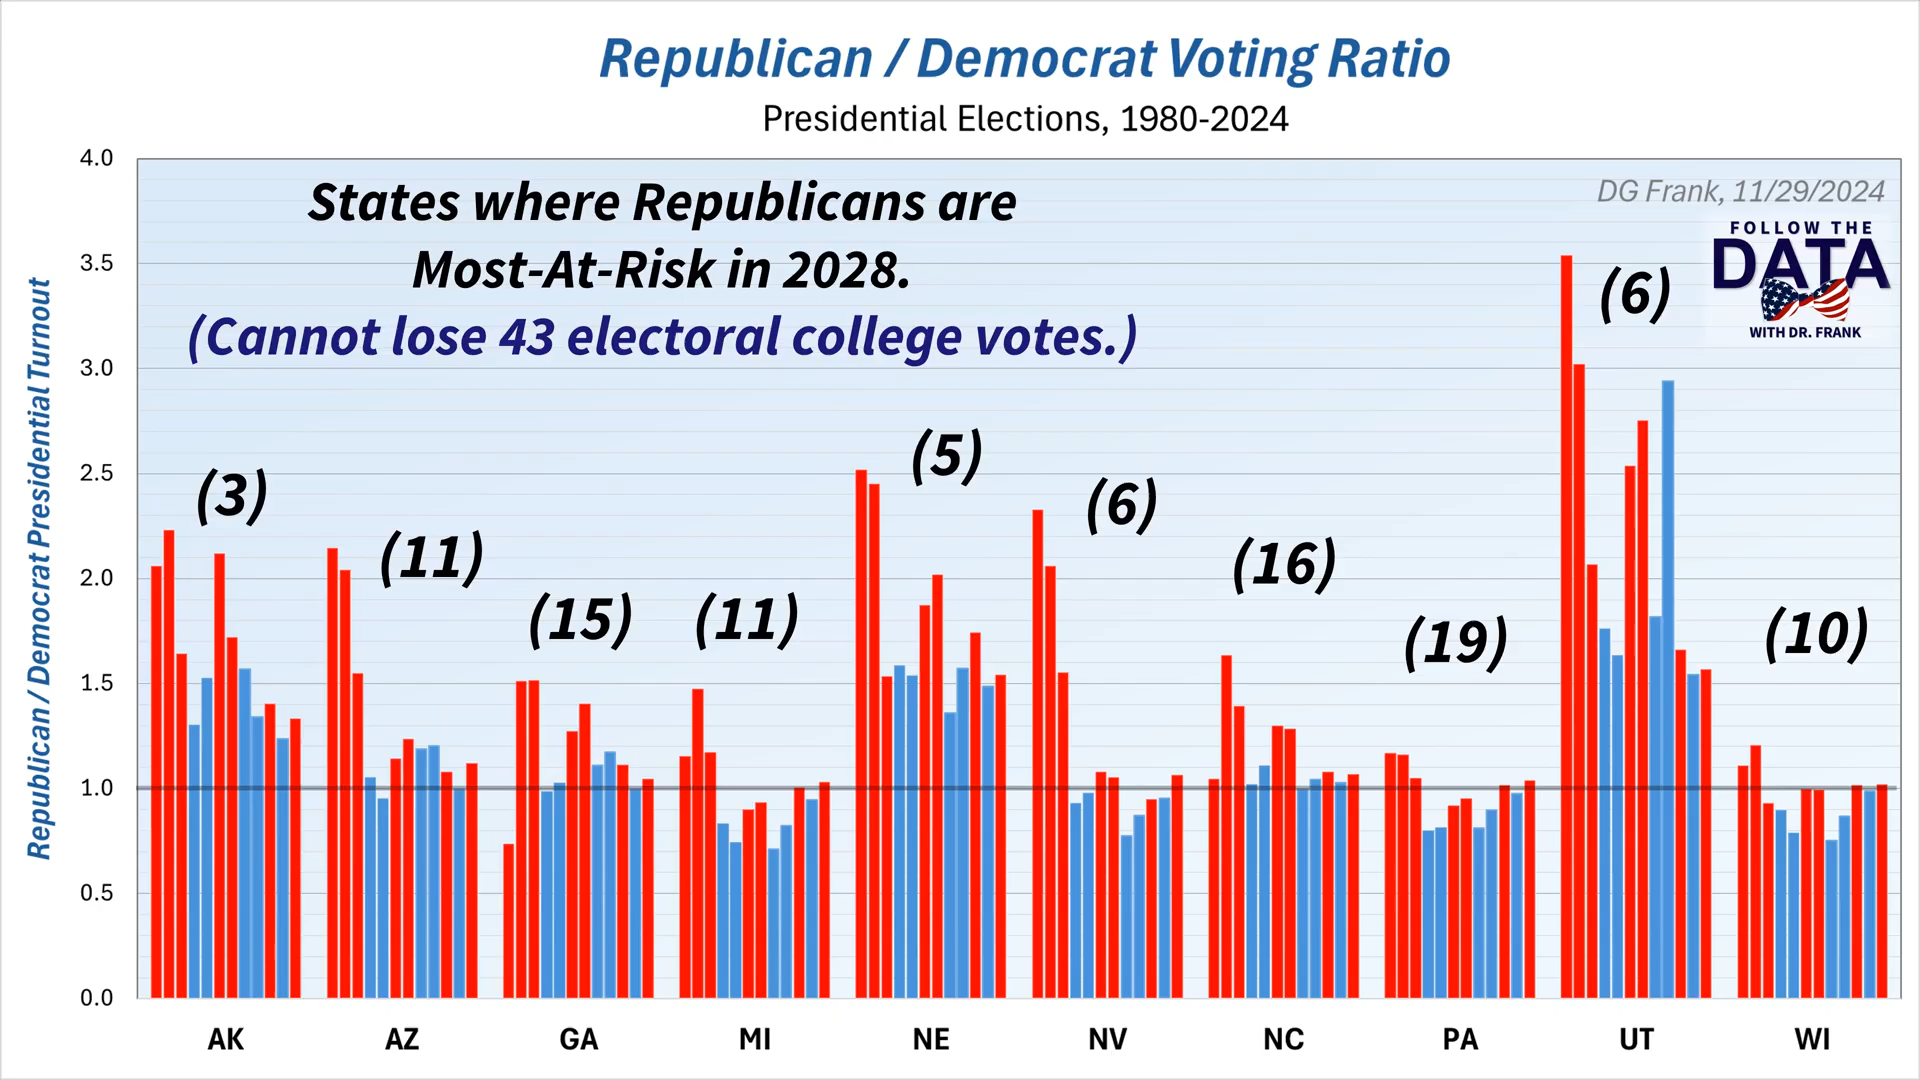 Republican / Democrat Voting Ratio
Presidential Elections, 1980-2024
Republican / Democrat Presidential Turnout
4.0
3.5
3.0
2.5
2.0
1.5
1.0
0.5
0.0
States where Republicans are
Most-At-Risk in 2028.
(Cannot lose 43 electoral college votes.)
DG Frank, 11/29/2024
FOLLOW THE
DATA
WITH DR. FRANK
(3)
(11)
(15)
(11)
(5)
(6)
(16)
(19)
(6)
(10)
AK AZ GA MI NE NV NC PA UT WI